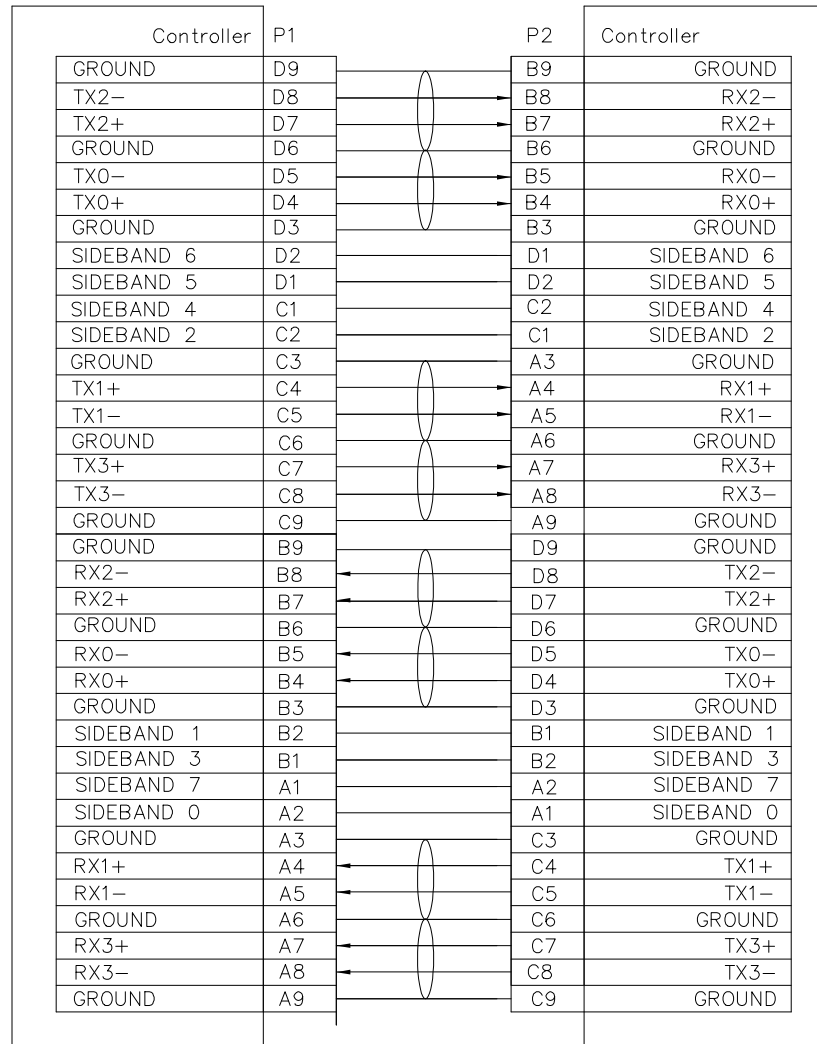 Controller P1 P2 Controller
GROUND D9 B9 GROUND
TX2− D8 B8 RX2−
TX2+ D7 B7 RX2+
GROUND D6 B6 GROUND
TX0− D5 B5 RX0−
TX0+ D4 B4 RX0+
GROUND D3 B3 GROUND
SIDEBAND 6 D2 D1 SIDEBAND 6
SIDEBAND 5 D1 D2 SIDEBAND 5
SIDEBAND 4 C1 C2 SIDEBAND 4
SIDEBAND 2 C2 C1 SIDEBAND 2
GROUND C3 A3 GROUND
TX1+ C4 A4 RX1+
TX1− C5 A5 RX1−
GROUND C6 A6 GROUND
TX3+ C7 A7 RX3+
TX3− C8 A8 RX3−
GROUND C9 A9 GROUND
GROUND B9 D9 GROUND
RX2− B8 D8 TX2−
RX2+ B7 D7 TX2+
GROUND B6 D6 GROUND
RX0− B5 D5 TX0−
RX0+ B4 D4 TX0+
GROUND B3 D3 GROUND
SIDEBAND 1 B2 B1 SIDEBAND 1
SIDEBAND 3 B1 B2 SIDEBAND 3
SIDEBAND 7 A1 A2 SIDEBAND 7
SIDEBAND 0 A2 A1 SIDEBAND 0
GROUND A3 C3 GROUND
RX1+ A4 C4 TX1+
RX1− A5 C5 TX1−
GROUND A6 C6 GROUND
RX3+ A7 C7 TX3+
RX3− A8 C8 TX3−
GROUND A9 C9 GROUND